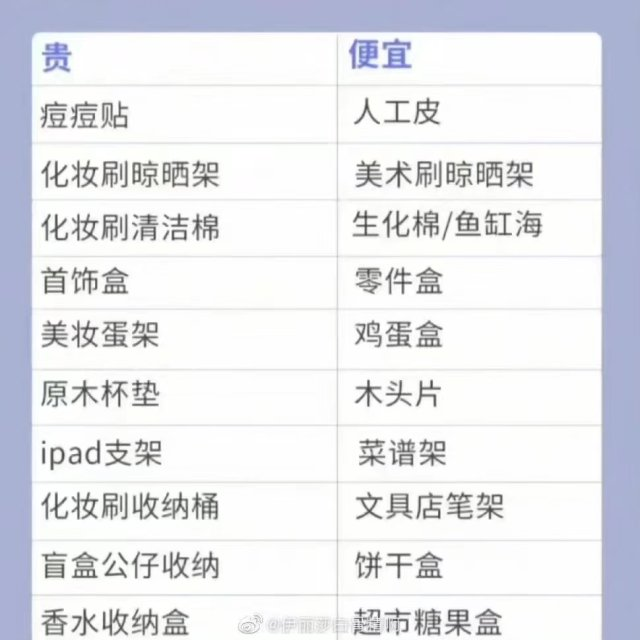 贵 便宜
痘痘贴 人工皮
化妆刷晾晒架 美术刷晾晒架
化妆刷清洁棉 生化棉/鱼缸海
首饰盒 零件盒
美妆蛋架 鸡蛋盒
原木杯垫 木头片
ipad支架 菜谱架
化妆刷收纳桶 文具店笔架
盲盒公仔收纳 饼干盒
香水收纳盒 超市糖果盒
@伊丽莎白